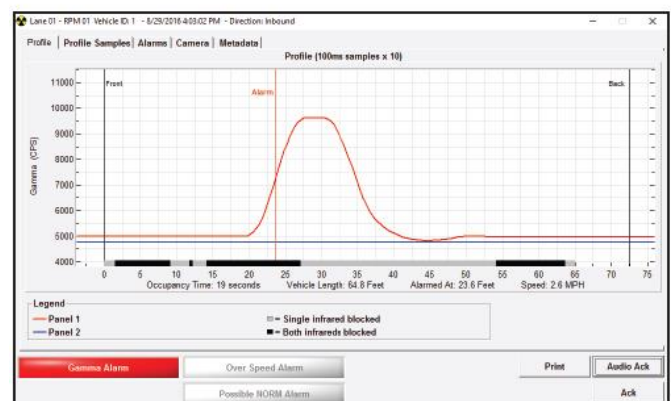 Lane 01 - RPM 01 Vehicle ID: 1 - 8/29/2016 4:03:02 PM - Direction: Inbound
Profile Profile Samples Alarms Camera Metadata
Profile (100ms samples x 10)
Gamma (CPS)
11000
10000
9000
8000
7000
6000
5000
4000
Front
Alarm
Back
0 5 10 15 20 25 30 35 40 45 50 55 60 65 70 75
Occupancy Time: 19 seconds Vehicle Length: 64.8 Feet Alarmed At: 23.6 Feet Speed: 2.6 MPH
Legend
Panel 1 = Single infrared blocked
Panel 2 = Both infrareds blocked
Gamma Alarm Over Speed Alarm Print Audio Ack
Possible NORM Alarm Ack